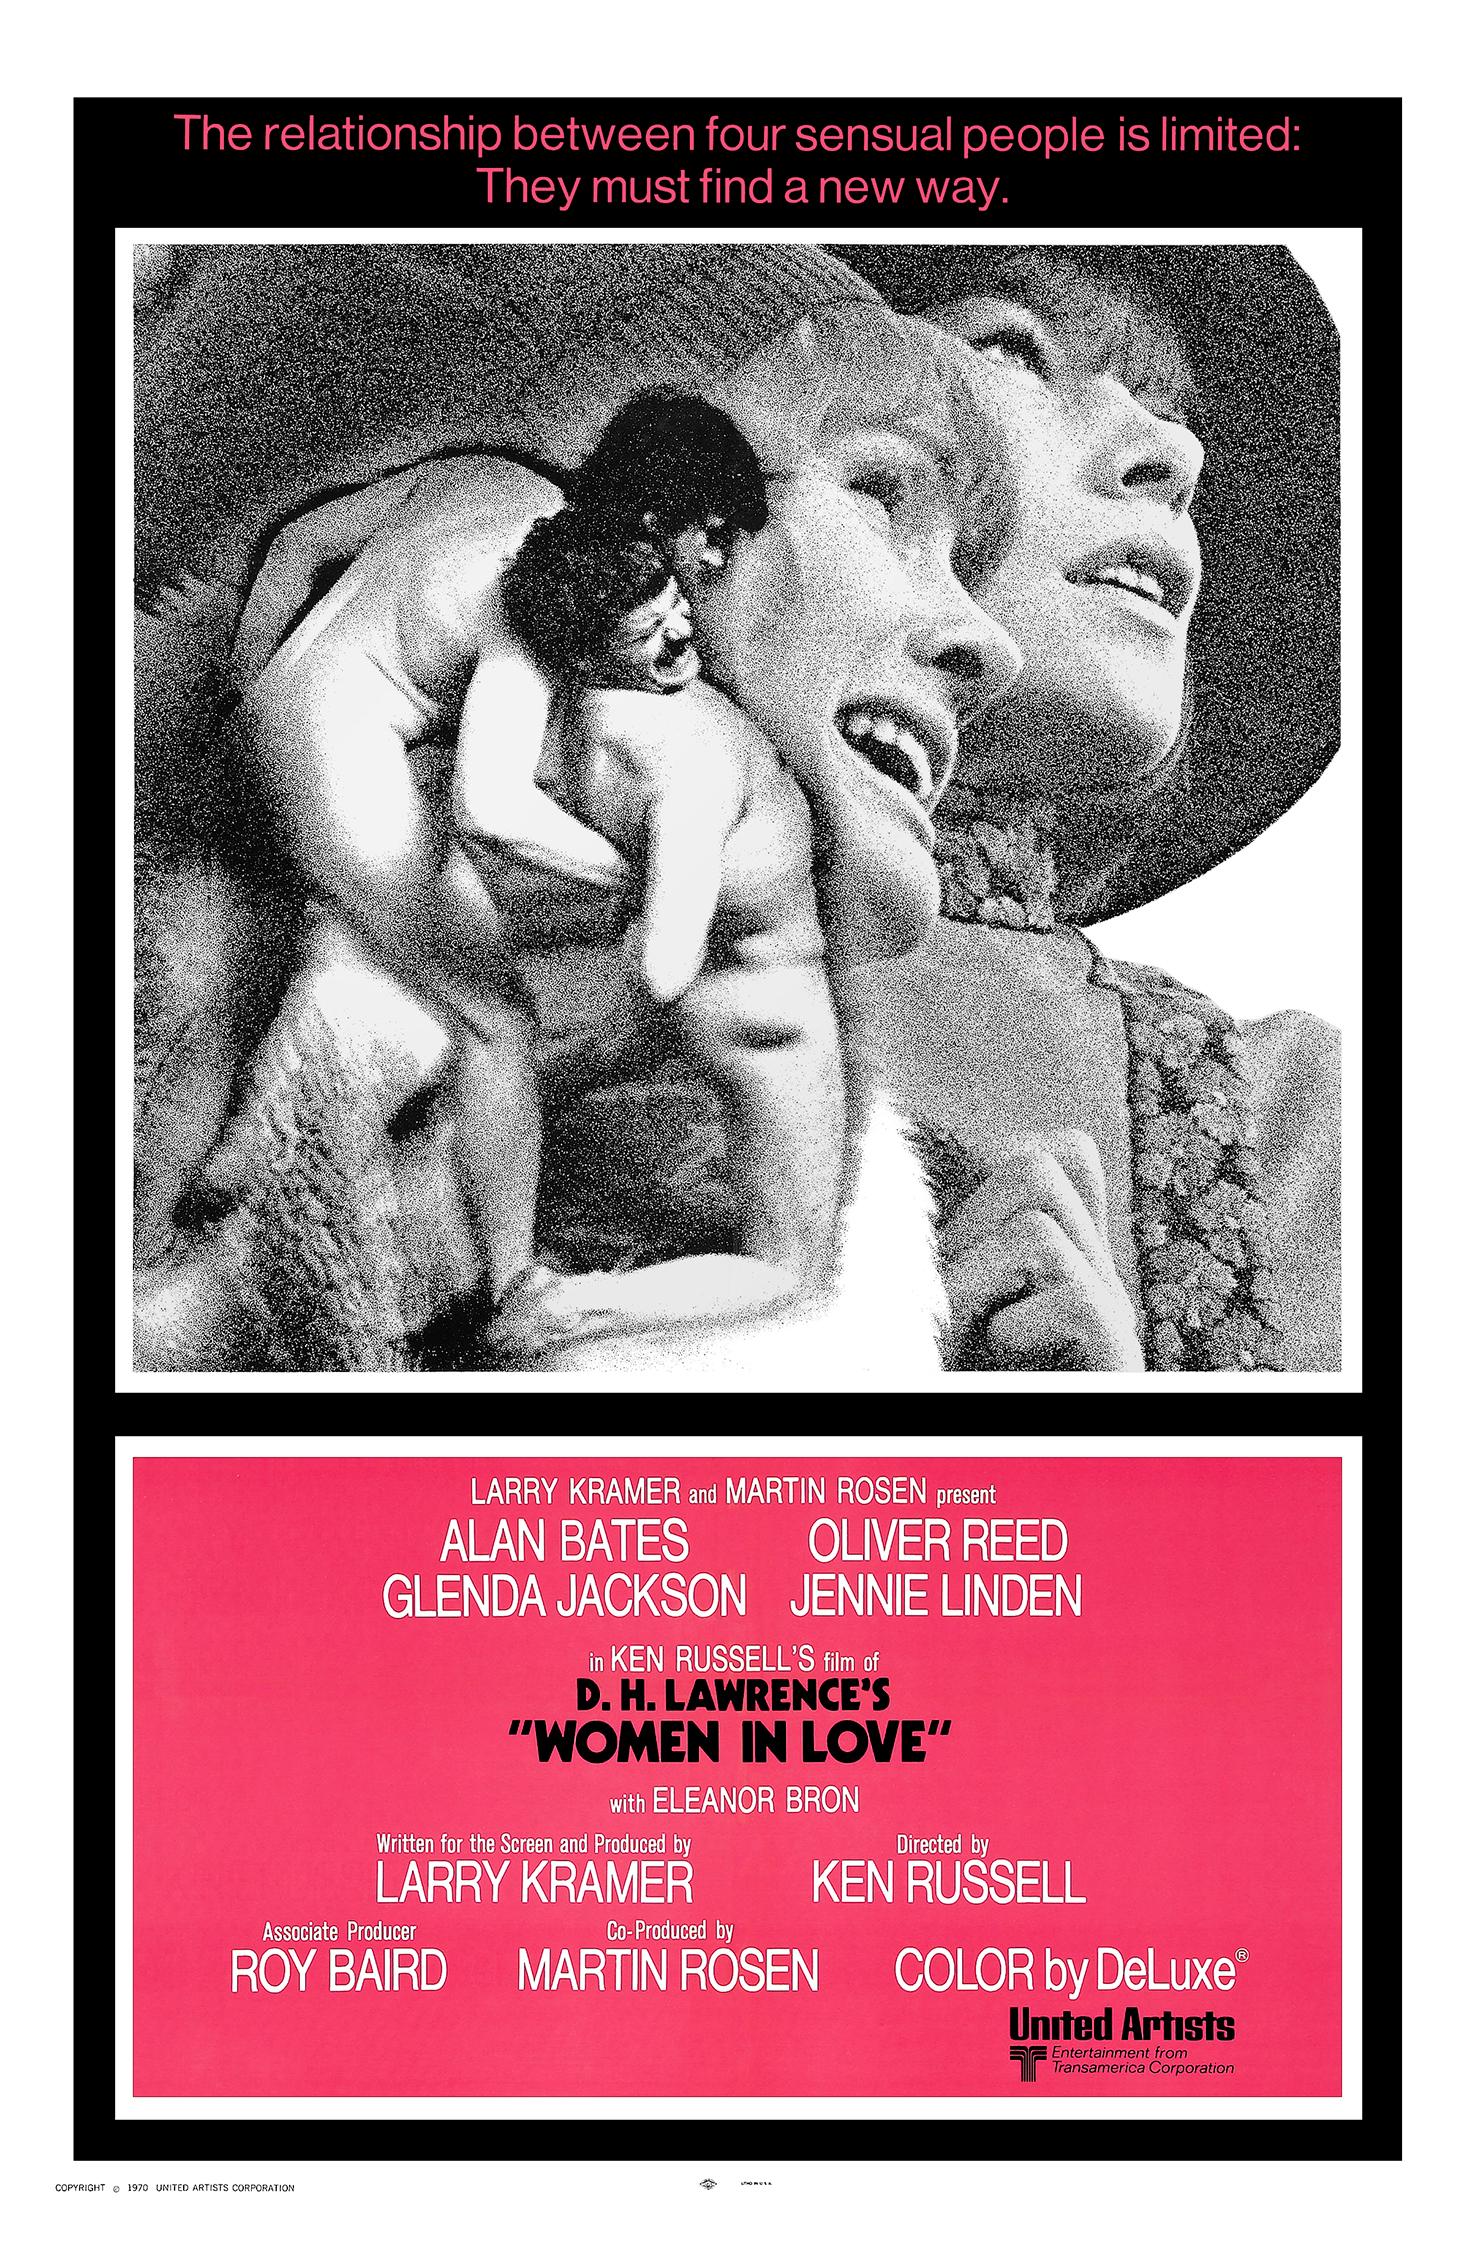 The relationship between four sensual people is limited:
They must find a new way.
LARRY KRAMER and MARTIN ROSEN present
ALAN BATES OLIVER REED
GLENDA JACKSON JENNIE LINDEN
in KEN RUSSELL'S film of
D. H. LAWRENCE'S
"WOMEN IN LOVE"
with ELEANOR BRON
Written for the Screen and Produced by Directed by
LARRY KRAMER KEN RUSSELL
Associate Producer Co-Produced by
ROY BAIRD MARTIN ROSEN COLOR by DeLuxe®
United Artists
Entertainment from
Transamerica Corporation
COPYRIGHT © 1970 UNITED ARTISTS CORPORATION
LITHO IN U.S.A.